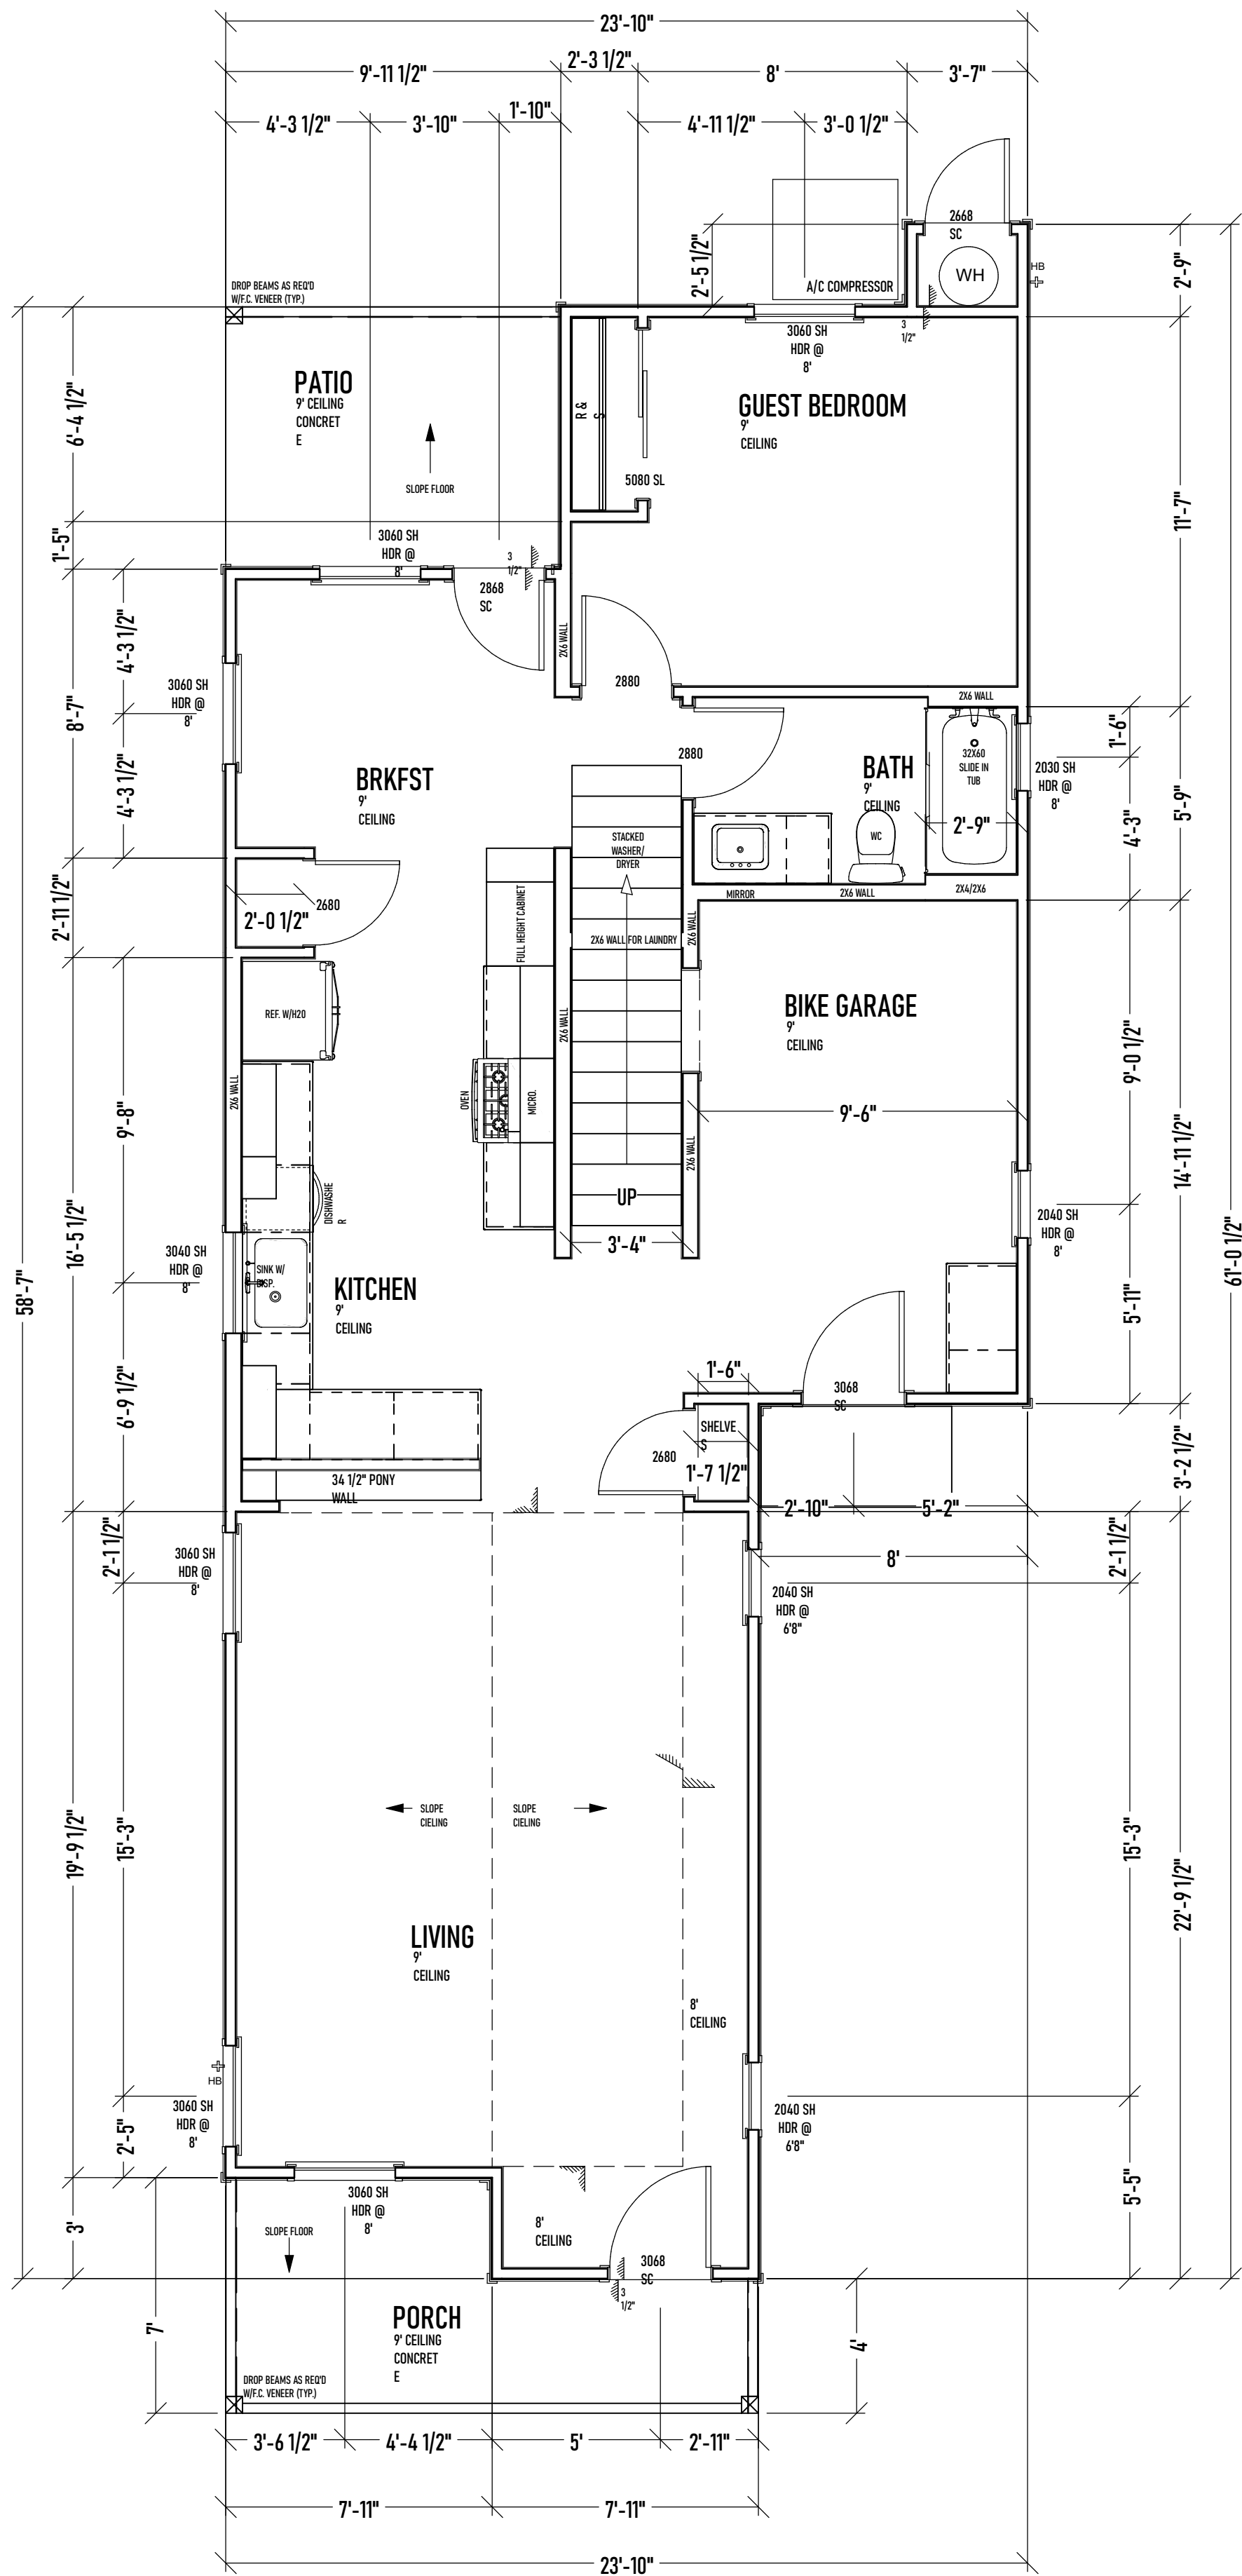 23'-10"
9'-11 1/2"
2'-3 1/2"
8'
3'-7"
4'-3 1/2"
3'-10"
1'-10"
4'-11 1/2"
3'-0 1/2"
2668
SC
WH
HB
2'-5 1/2"
2'-9"
A/C COMPRESSOR
DROP BEAMS AS REQ'D
W/F.C. VENEER (TYP.)
3060 SH
HDR @
8'
3
1/2"
PATIO
9' CEILING
CONCRET
E
SLOPE FLOOR
6'-4 1/2"
R &
S
GUEST BEDROOM
9'
CEILING
5080 SL
11'-7"
1'-5"
3060 SH
HDR @
8'
3
1/2"
2868
SC
2X6 WALL
4'-3 1/2"
8'-7"
3060 SH
HDR @
8'
2880
2X6 WALL
1'-6"
2880
BRKFST
9'
CEILING
BATH
9'
CEILING
32X60
SLIDE IN
TUB
2030 SH
HDR @
8'
4'-3 1/2"
STACKED
WASHER/
DRYER
WC
2'-9"
4'-3"
5'-9"
2'-11 1/2"
2'-0 1/2"
2680
FULL HEIGHT CABINET
MIRROR
2X6 WALL
2X4/2X6
2X6 WALL FOR LAUNDRY
2X6 WALL
REF. W/H20
2X6 WALL
BIKE GARAGE
9'
CEILING
9'-0 1/2"
2X6 WALL
OVEN
MICRO.
9'-6"
9'-8"
2X6 WALL
14'-11 1/2"
DISHWASHE
R
UP
16'-5 1/2"
3'-4"
2040 SH
HDR @
8'
3040 SH
HDR @
8'
SINK W/
DISP.
KITCHEN
9'
CEILING
58'-7"
61'-0 1/2"
5'-11"
6'-9 1/2"
1'-6"
3068
SC
SHELVE
S
2680
1'-7 1/2"
34 1/2" PONY
WALL
3'-2 1/2"
2'-10"
5'-2"
8'
2'-1 1/2"
3060 SH
HDR @
8'
2040 SH
HDR @
6'8"
2'-1 1/2"
SLOPE
CIELING
SLOPE
CIELING
19'-9 1/2"
15'-3"
15'-3"
22'-9 1/2"
LIVING
9'
CEILING
8'
CEILING
HB
3060 SH
HDR @
8'
2'-5"
2040 SH
HDR @
6'8"
5'-5"
3060 SH
HDR @
8'
3'
SLOPE FLOOR
8'
CEILING
3068
SC
3
1/2"
PORCH
9' CEILING
CONCRET
E
7'
4'
DROP BEAMS AS REQ'D
W/F.C. VENEER (TYP.)
3'-6 1/2"
4'-4 1/2"
5'
2'-11"
7'-11"
7'-11"
23'-10"